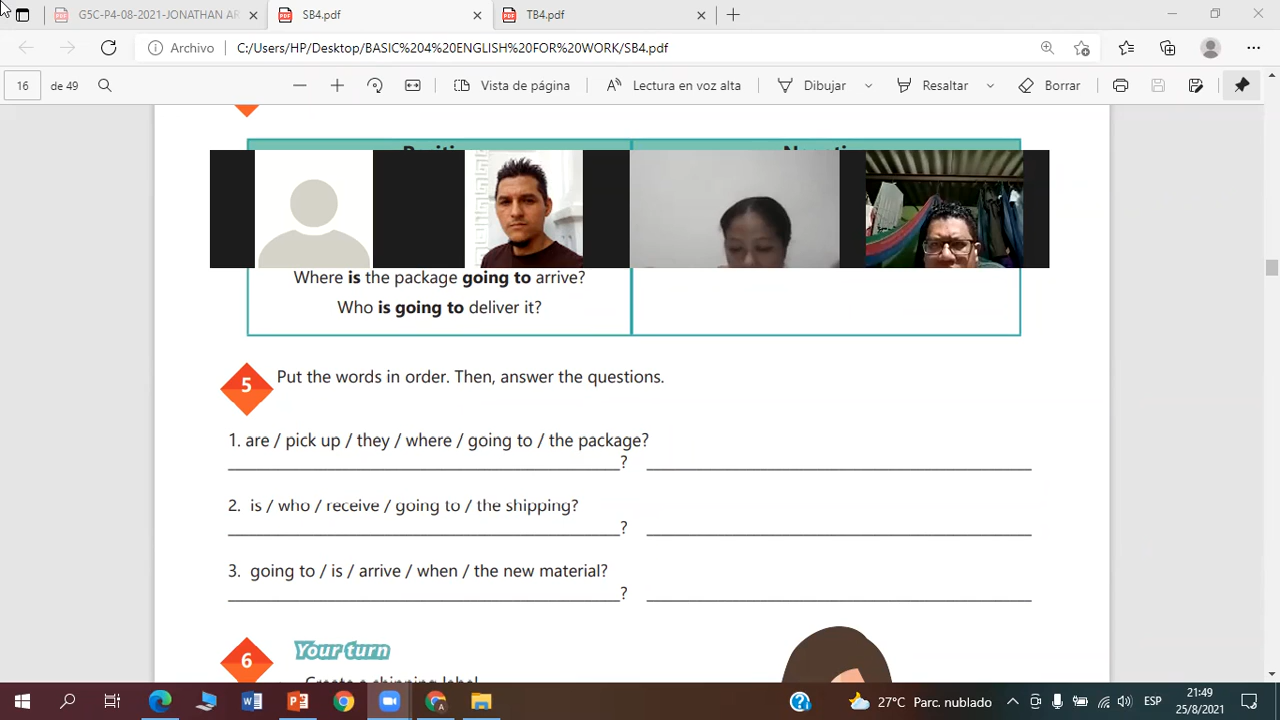 G5C-P4-08-2021-JONATHAN AR
SB4.pdf
TB4.pdf
Archivo
C:/Users/HP/Desktop/BASIC%204%20ENGLISH%20FOR%20WORK/SB4.pdf
16
de 49
Vista de página
Lectura en voz alta
Dibujar
Resaltar
Borrar
Where is the package going to arrive?
Who is going to deliver it?
5
Put the words in order. Then, answer the questions.
1. are / pick up / they / where / going to / the package?
?
2. is / who / receive / going to / the shipping?
?
3. going to / is / arrive / when / the new material?
?
6
Your turn
Create a shipping label
27°C Parc. nublado
ESP
21:49
25/8/2021